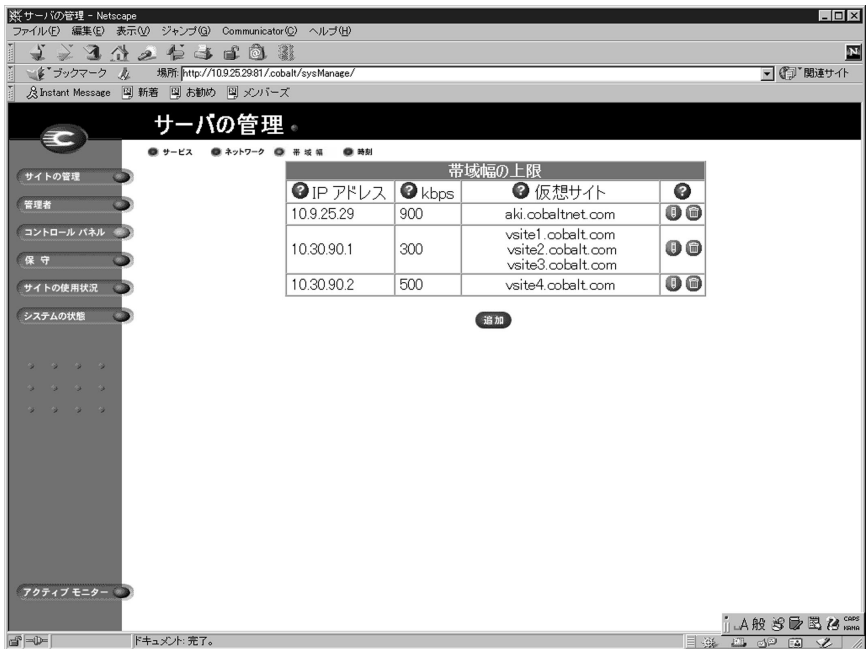 サーバの管理 - Netscape
ファイル(F) 編集(E) 表示(V) ジャンプ(G) Communicator(C) ヘルプ(H)
ブックマーク 場所: http://10.9.25.29:81/.cobalt/sysManage/ 関連サイト
Instant Message 新着 お勧め メンバーズ
サーバの管理
サービス ネットワーク 帯域幅 時刻
サイトの管理
管理者
コントロール パネル
保守
サイトの使用状況
システムの状態
アクティブ モニター
帯域幅の上限
IP アドレス kbps 仮想サイト
10.9.25.29 900 aki.cobaltnet.com
10.30.90.1 300 vsite1.cobalt.com
vsite2.cobalt.com
vsite3.cobalt.com
10.30.90.2 500 vsite4.cobalt.com
追加
A 般 CAPS
KANA
ドキュメント: 完了。